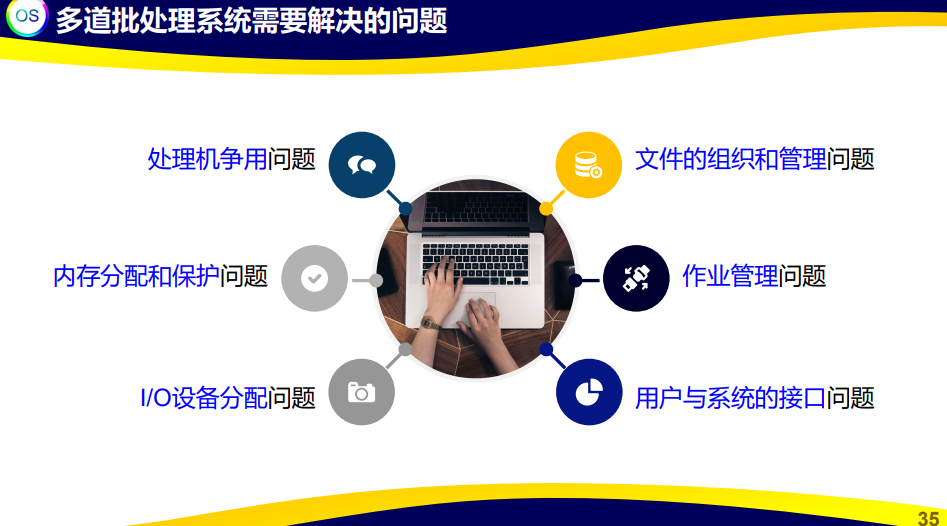 OS
多道批处理系统需要解决的问题
处理机争用问题
文件的组织和管理问题
内存分配和保护问题
作业管理问题
I/O设备分配问题
用户与系统的接口问题
35